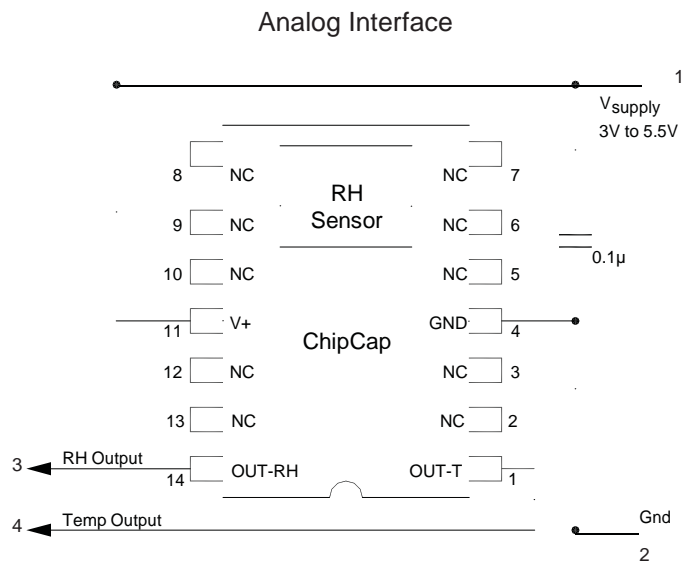 Analog Interface
1
Vsupply
3V to 5.5V
8 NC
NC 7
RH
Sensor
9 NC
NC 6
10 NC
NC 5
0.1µ
11 V+
GND 4
ChipCap
12 NC
NC 3
13 NC
NC 2
3 RH Output
14 OUT-RH
OUT-T 1
4 Temp Output
Gnd
2